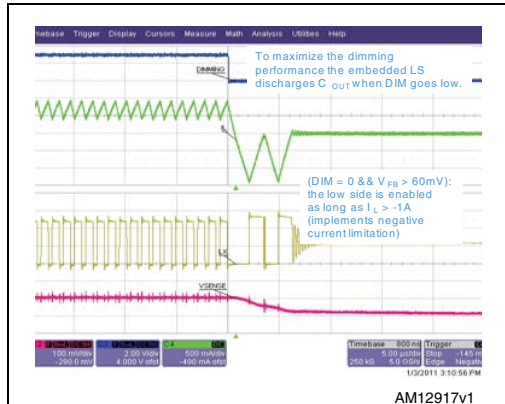 Timebase Trigger Display Cursors Measure Math Analysis Utilities Help
DIMMING
To maximize the dimming
performance the embedded LS
discharges C OUT when DIM goes low.
IL
(DIM = 0 && V FB > 60mV):
the low side is enabled
as long as I L > -1A
(implements negative
current limitation)
LX
VSENSE
100 mV/div
-290.0 mV
2.00 V/div
4.000 V ofst
C4 DC
500 mA/div
-490 mA ofst
Timebase 800 ns
5.00 µs/div
250 kS 5.0 GS/s
Trigger
Stop -145 m
Edge Negativ
1/3/2011 3:10:56 PM
AM12917v1